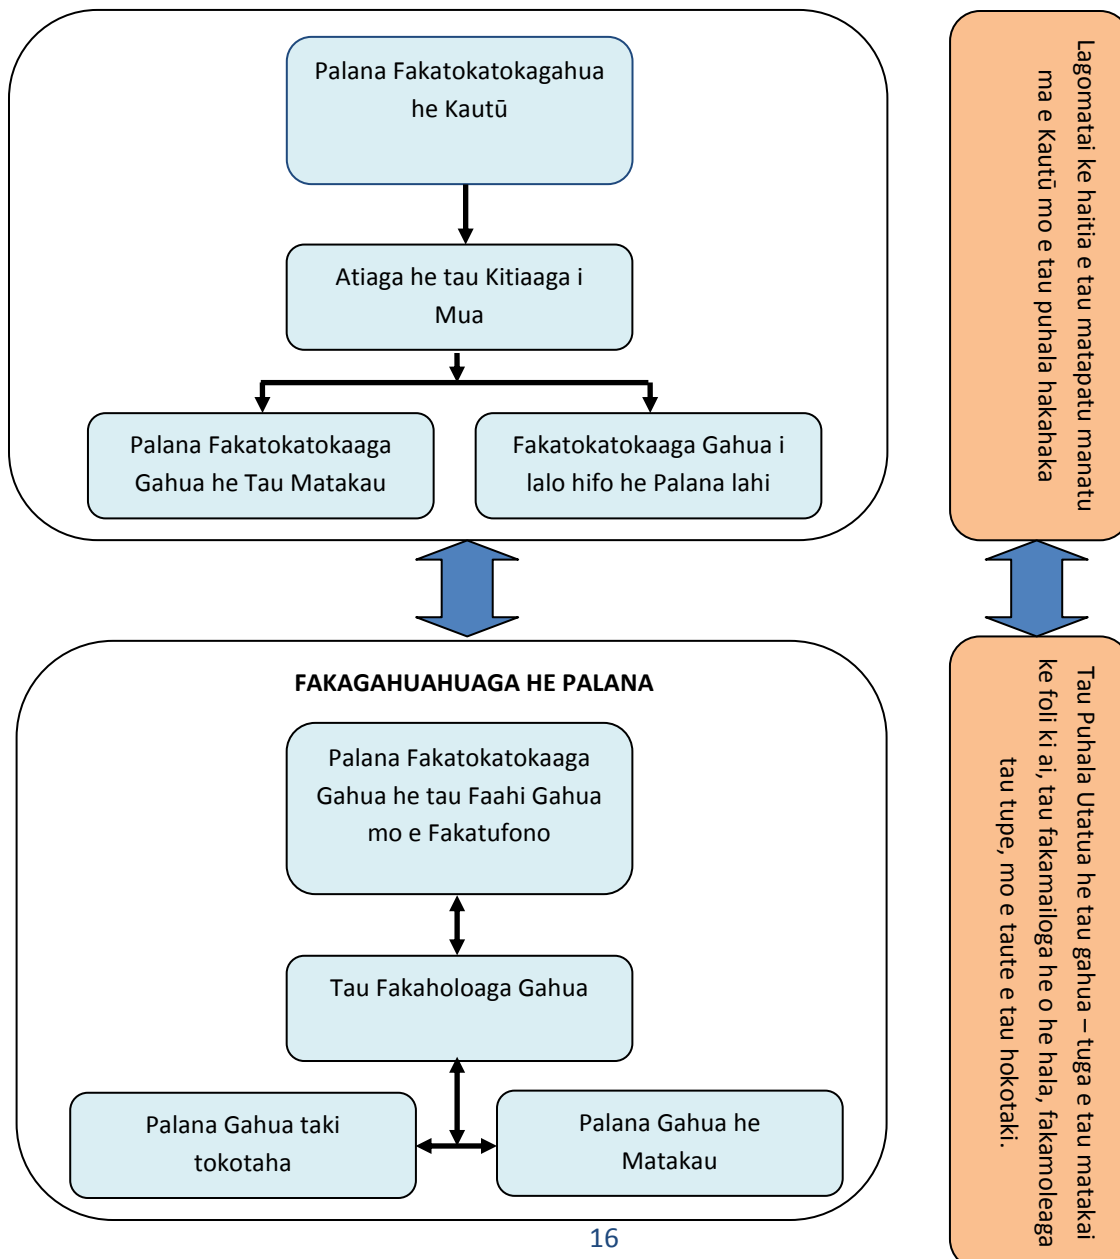 Palana Fakatokatokagahua
he Kautū
Atiaga he tau Kitiaaga i
Mua
Palana Fakatokatokaaga
Gahua he Tau Matakau
Fakatokatokaaga Gahua i
lalo hifo he Palana lahi
Lagomatai ke haitia e tau matapatu manatu
ma e Kautū mo e tau puhala hakahaka
FAKAGAHUAHUAGA HE PALANA
Palana Fakatokatokaaga
Gahua he tau Faahi Gahua
mo e Fakatufono
Tau Fakaholoaga Gahua
Palana Gahua taki
tokotaha
Palana Gahua he
Matakau
Tau Puhala Utatua he tau gahua – tuga e tau matakai
ke foli ki ai, tau fakamailoga he o he hala, fakamoleaga
tau tupe, mo e taute e tau hokotaki.
16